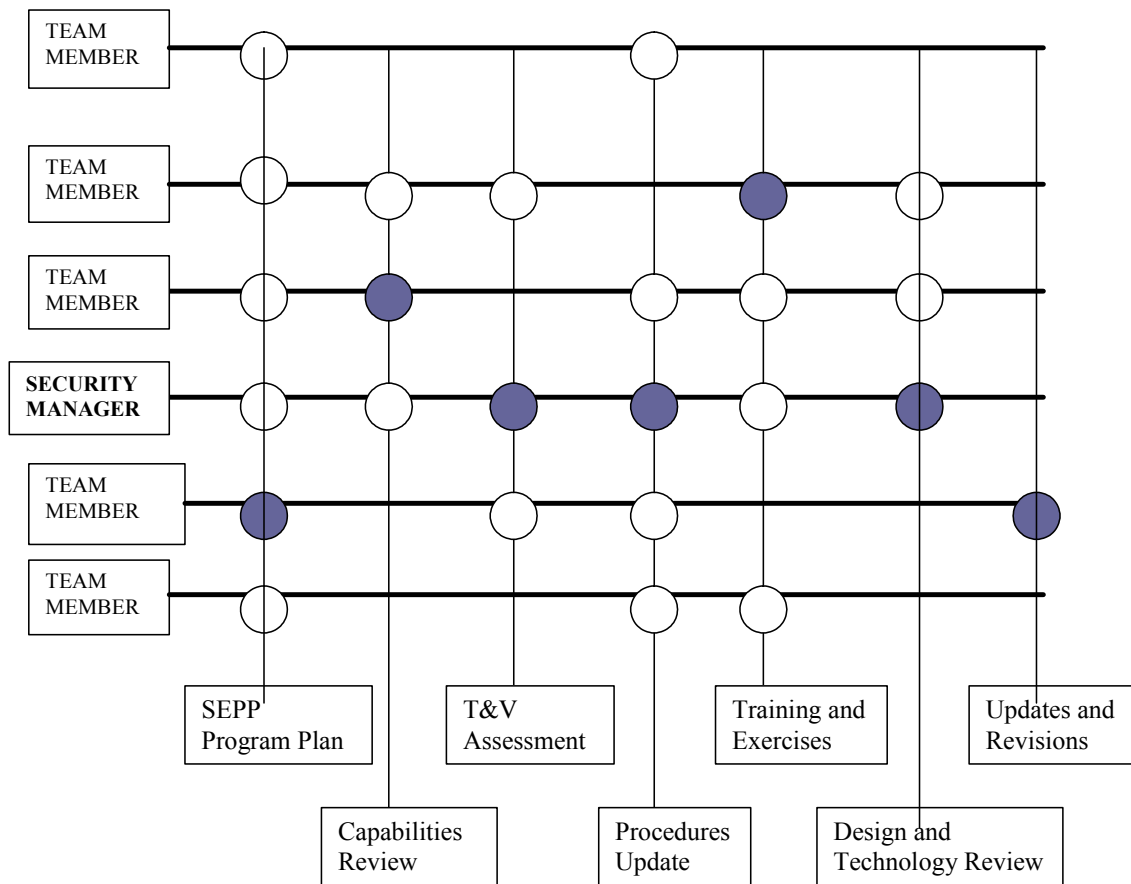 TEAM
MEMBER
TEAM
MEMBER
TEAM
MEMBER
SECURITY
MANAGER
TEAM
MEMBER
TEAM
MEMBER
SEPP
Program Plan
T&V
Assessment
Training and
Exercises
Updates and
Revisions
Capabilities
Review
Procedures
Update
Design and
Technology Review